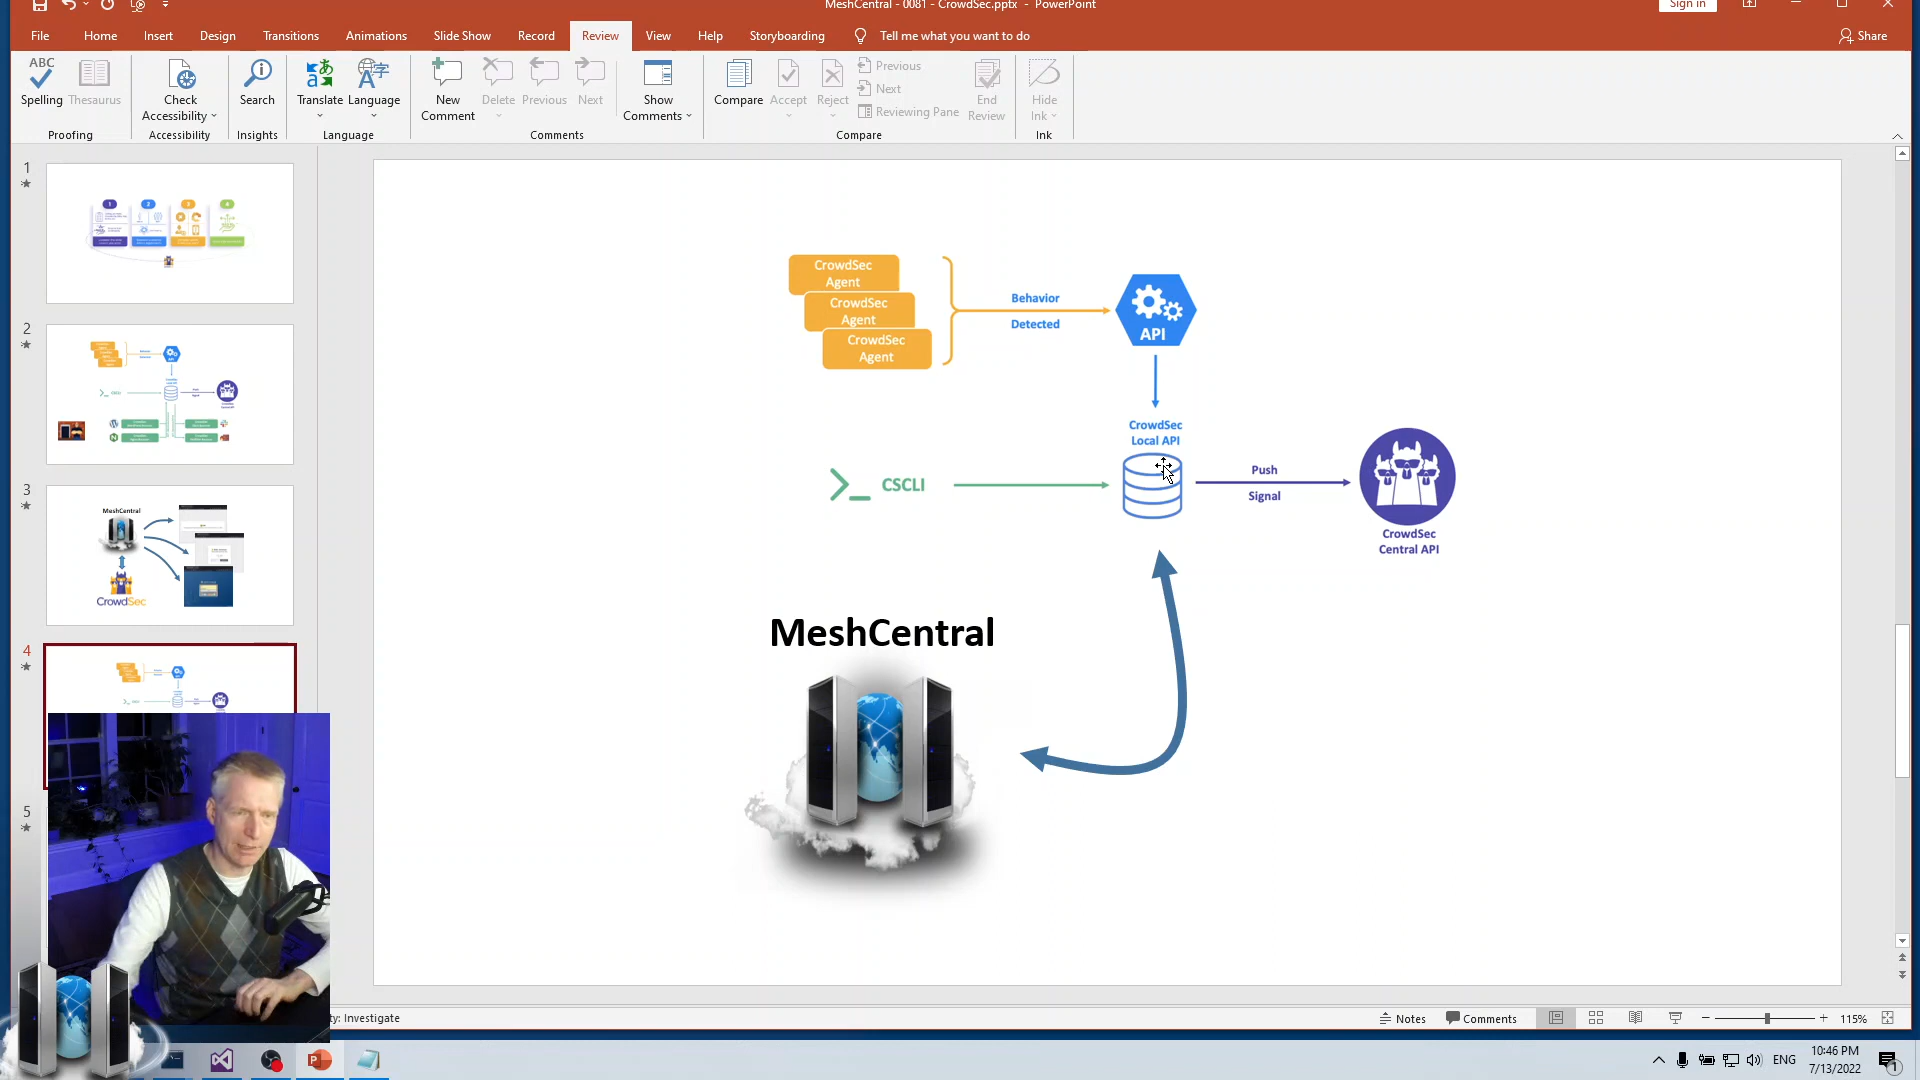 MeshCentral - 0081 - CrowdSec.pptx - PowerPoint
Sign in
File
Home
Insert
Design
Transitions
Animations
Slide Show
Record
Review
View
Help
Storyboarding
Tell me what you want to do
Share
ABC
Spelling
Thesaurus
Check
Accessibility
Search
Translate
Language
New
Comment
Delete
Previous
Next
Show
Comments
Compare
Accept
Reject
Previous
Next
Reviewing Pane
End
Review
Hide
Ink
Proofing
Accessibility
Insights
Language
Comments
Compare
Ink
1
2
3
MeshCentral
CrowdSec
4
5
CrowdSec
Agent
CrowdSec
Agent
CrowdSec
Agent
Behavior
Detected
API
CrowdSec
Local API
CSCLI
Push
Signal
CrowdSec
Central API
MeshCentral
ty: Investigate
Notes
Comments
115%
ENG
10:46 PM
7/13/2022
1